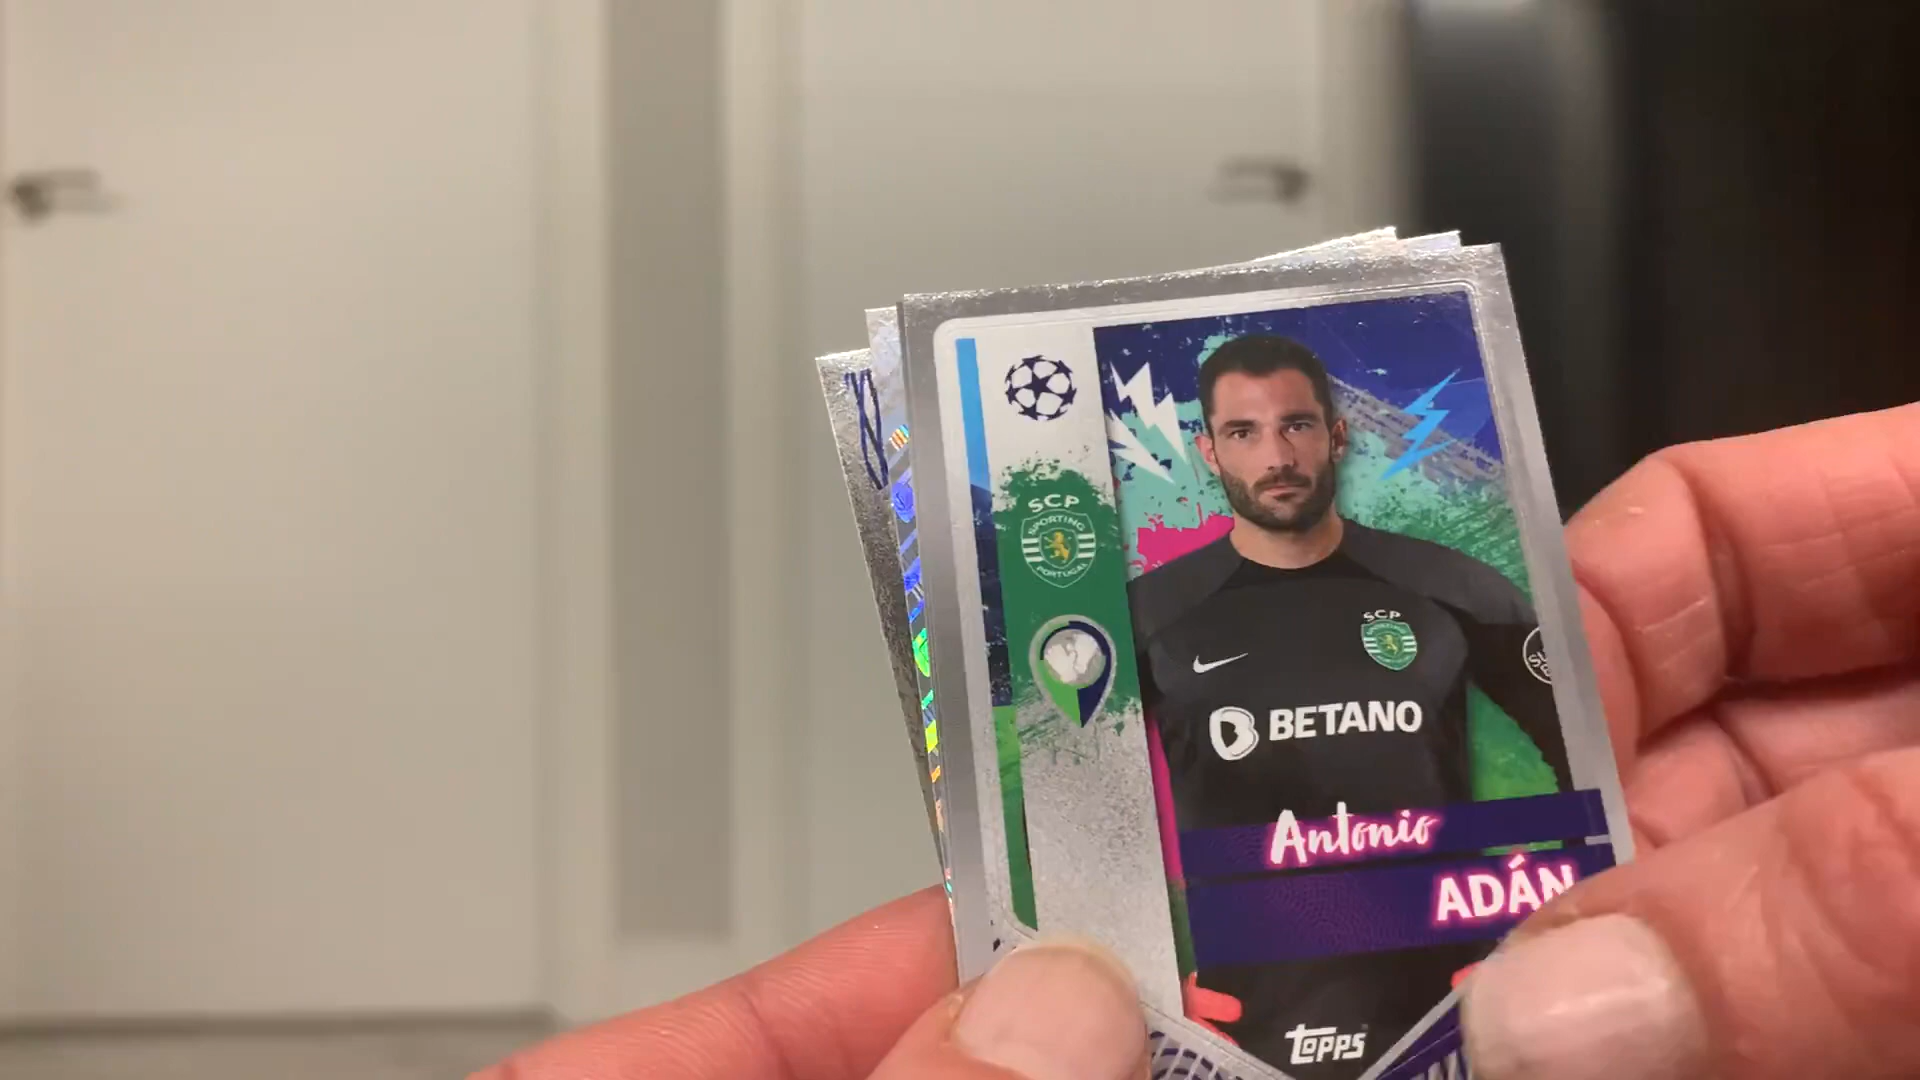 SCP
SPORTING
PORTUGAL
SCP
BETANO
Antonio
ADÁN
topps